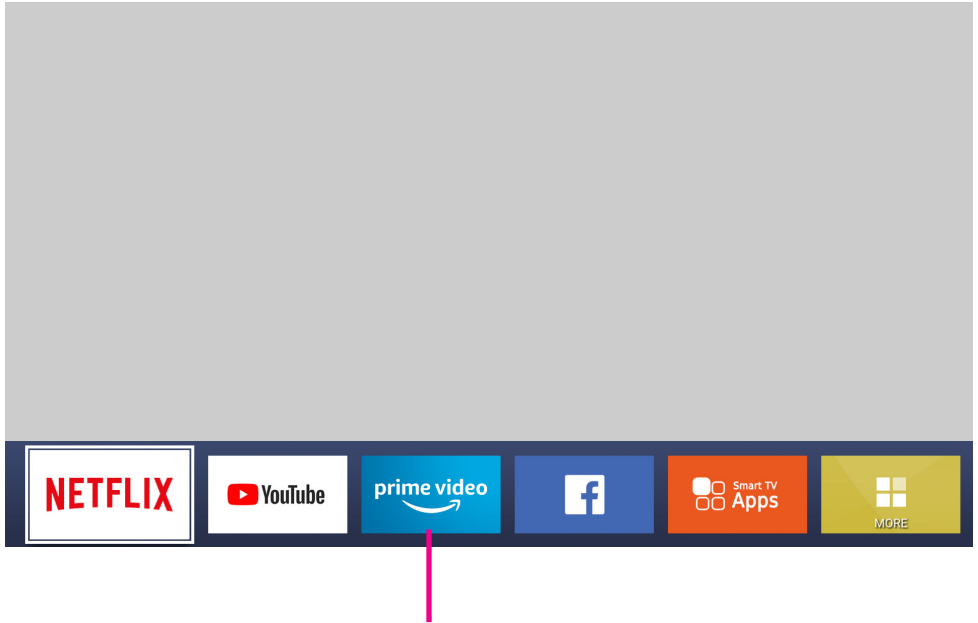 NETFLIX
YouTube
prime video
f
Smart TV
Apps
MORE